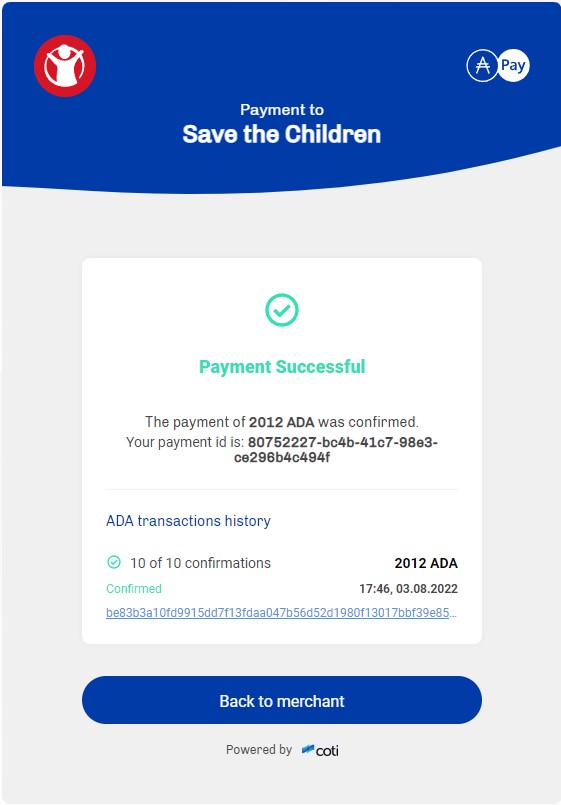 Pay
Payment to
Save the Children
Payment Successful
The payment of 2012 ADA was confirmed.
Your payment id is: 80752227-bc4b-41c7-98e3-
ce296b4c494f
ADA transactions history
10 of 10 confirmations 2012 ADA
Confirmed 17:46, 03.08.2022
be83b3a10fd9915dd7f13fdaa047b56d52d1980f13017bbf39e85...
Back to merchant
Powered by coti